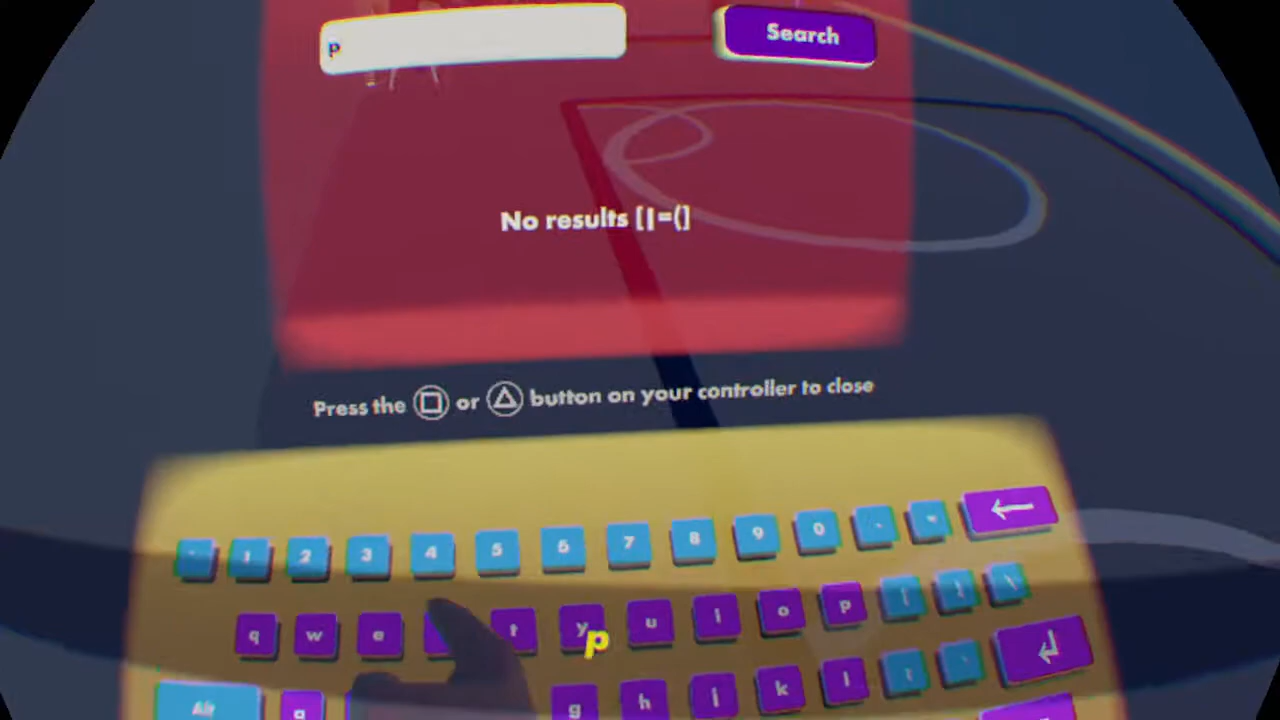 p
Search
No results [|=(]
Press the □ or △ button on your controller to close
1 2 3 4 5 6 7 8 9 0 - ←
q w e t y u i o p [ ] \
p
Alt a g h j k l ; '